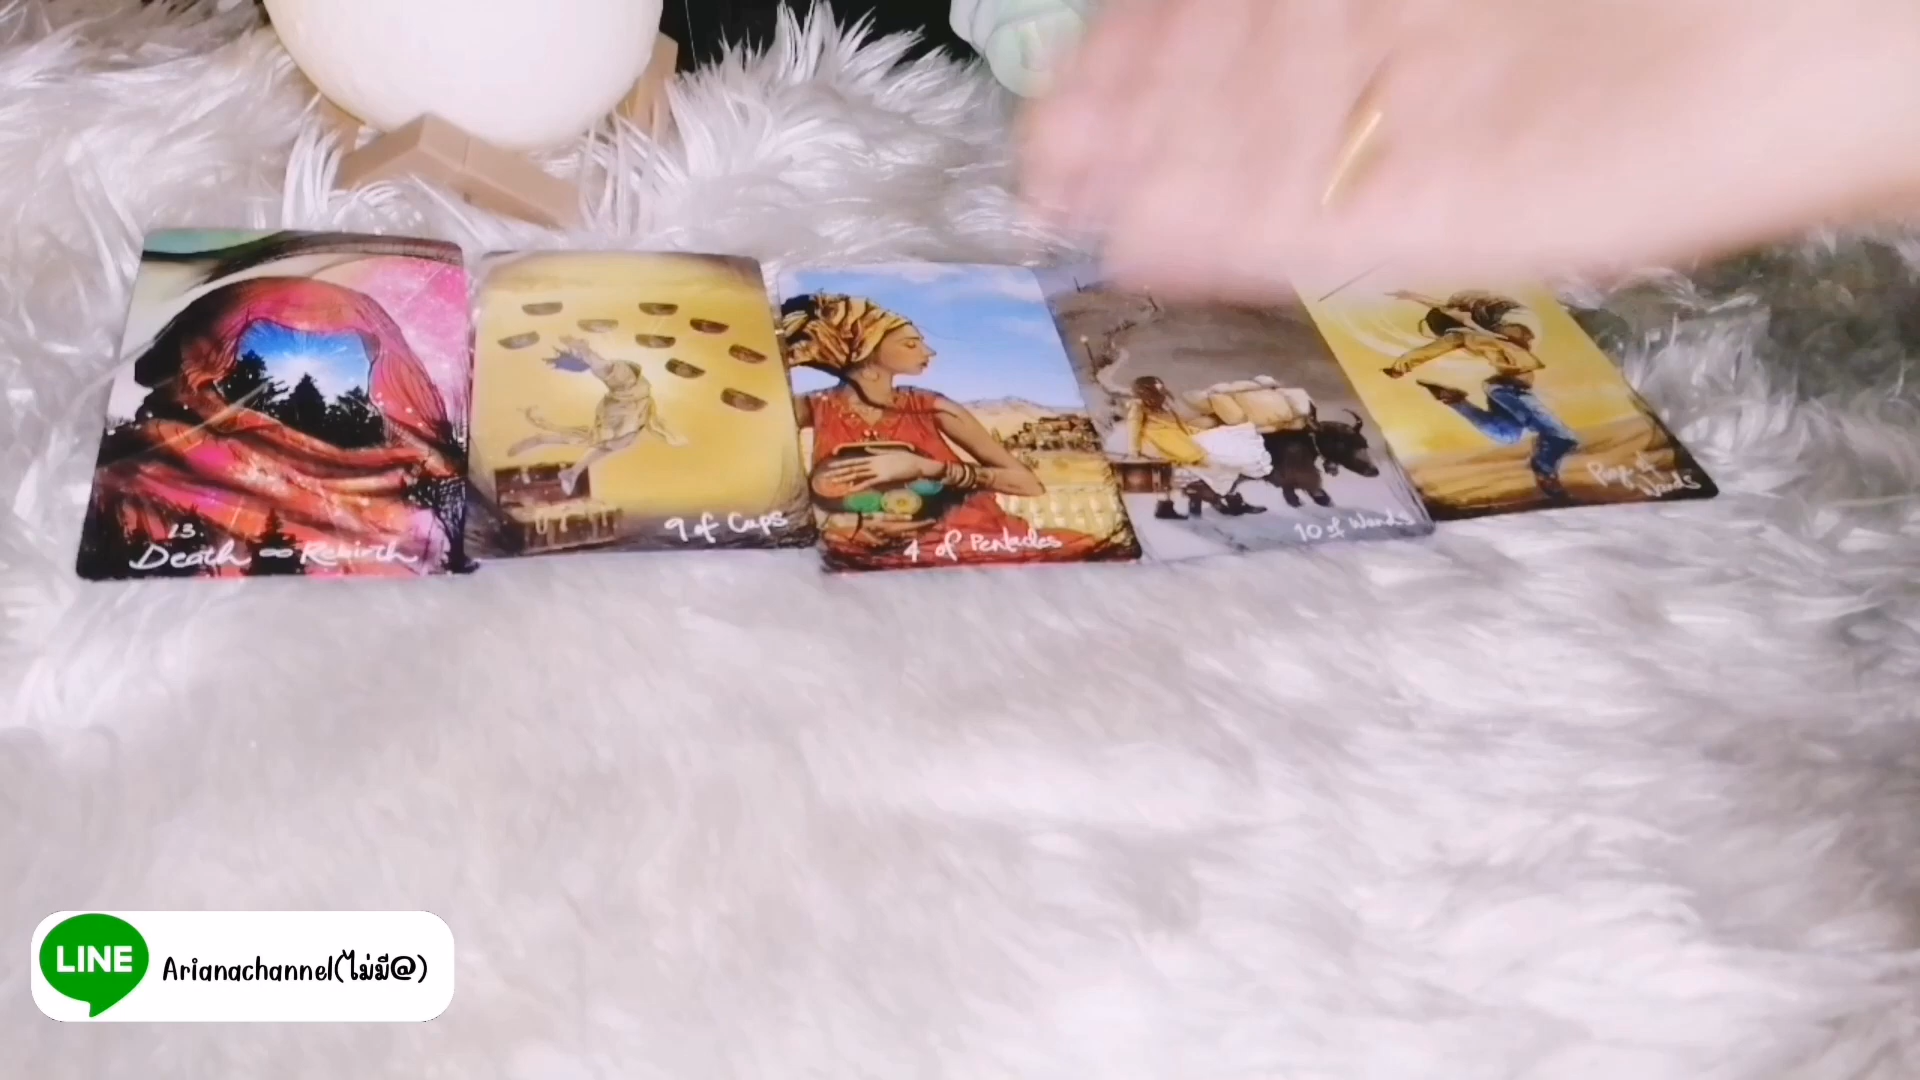 13.
Death ∞ Rebirth
9 of Cups
4 of Pentacles
10 of Wands
Page of
Wands
LINE
Arianachannel(ไม่มี@)